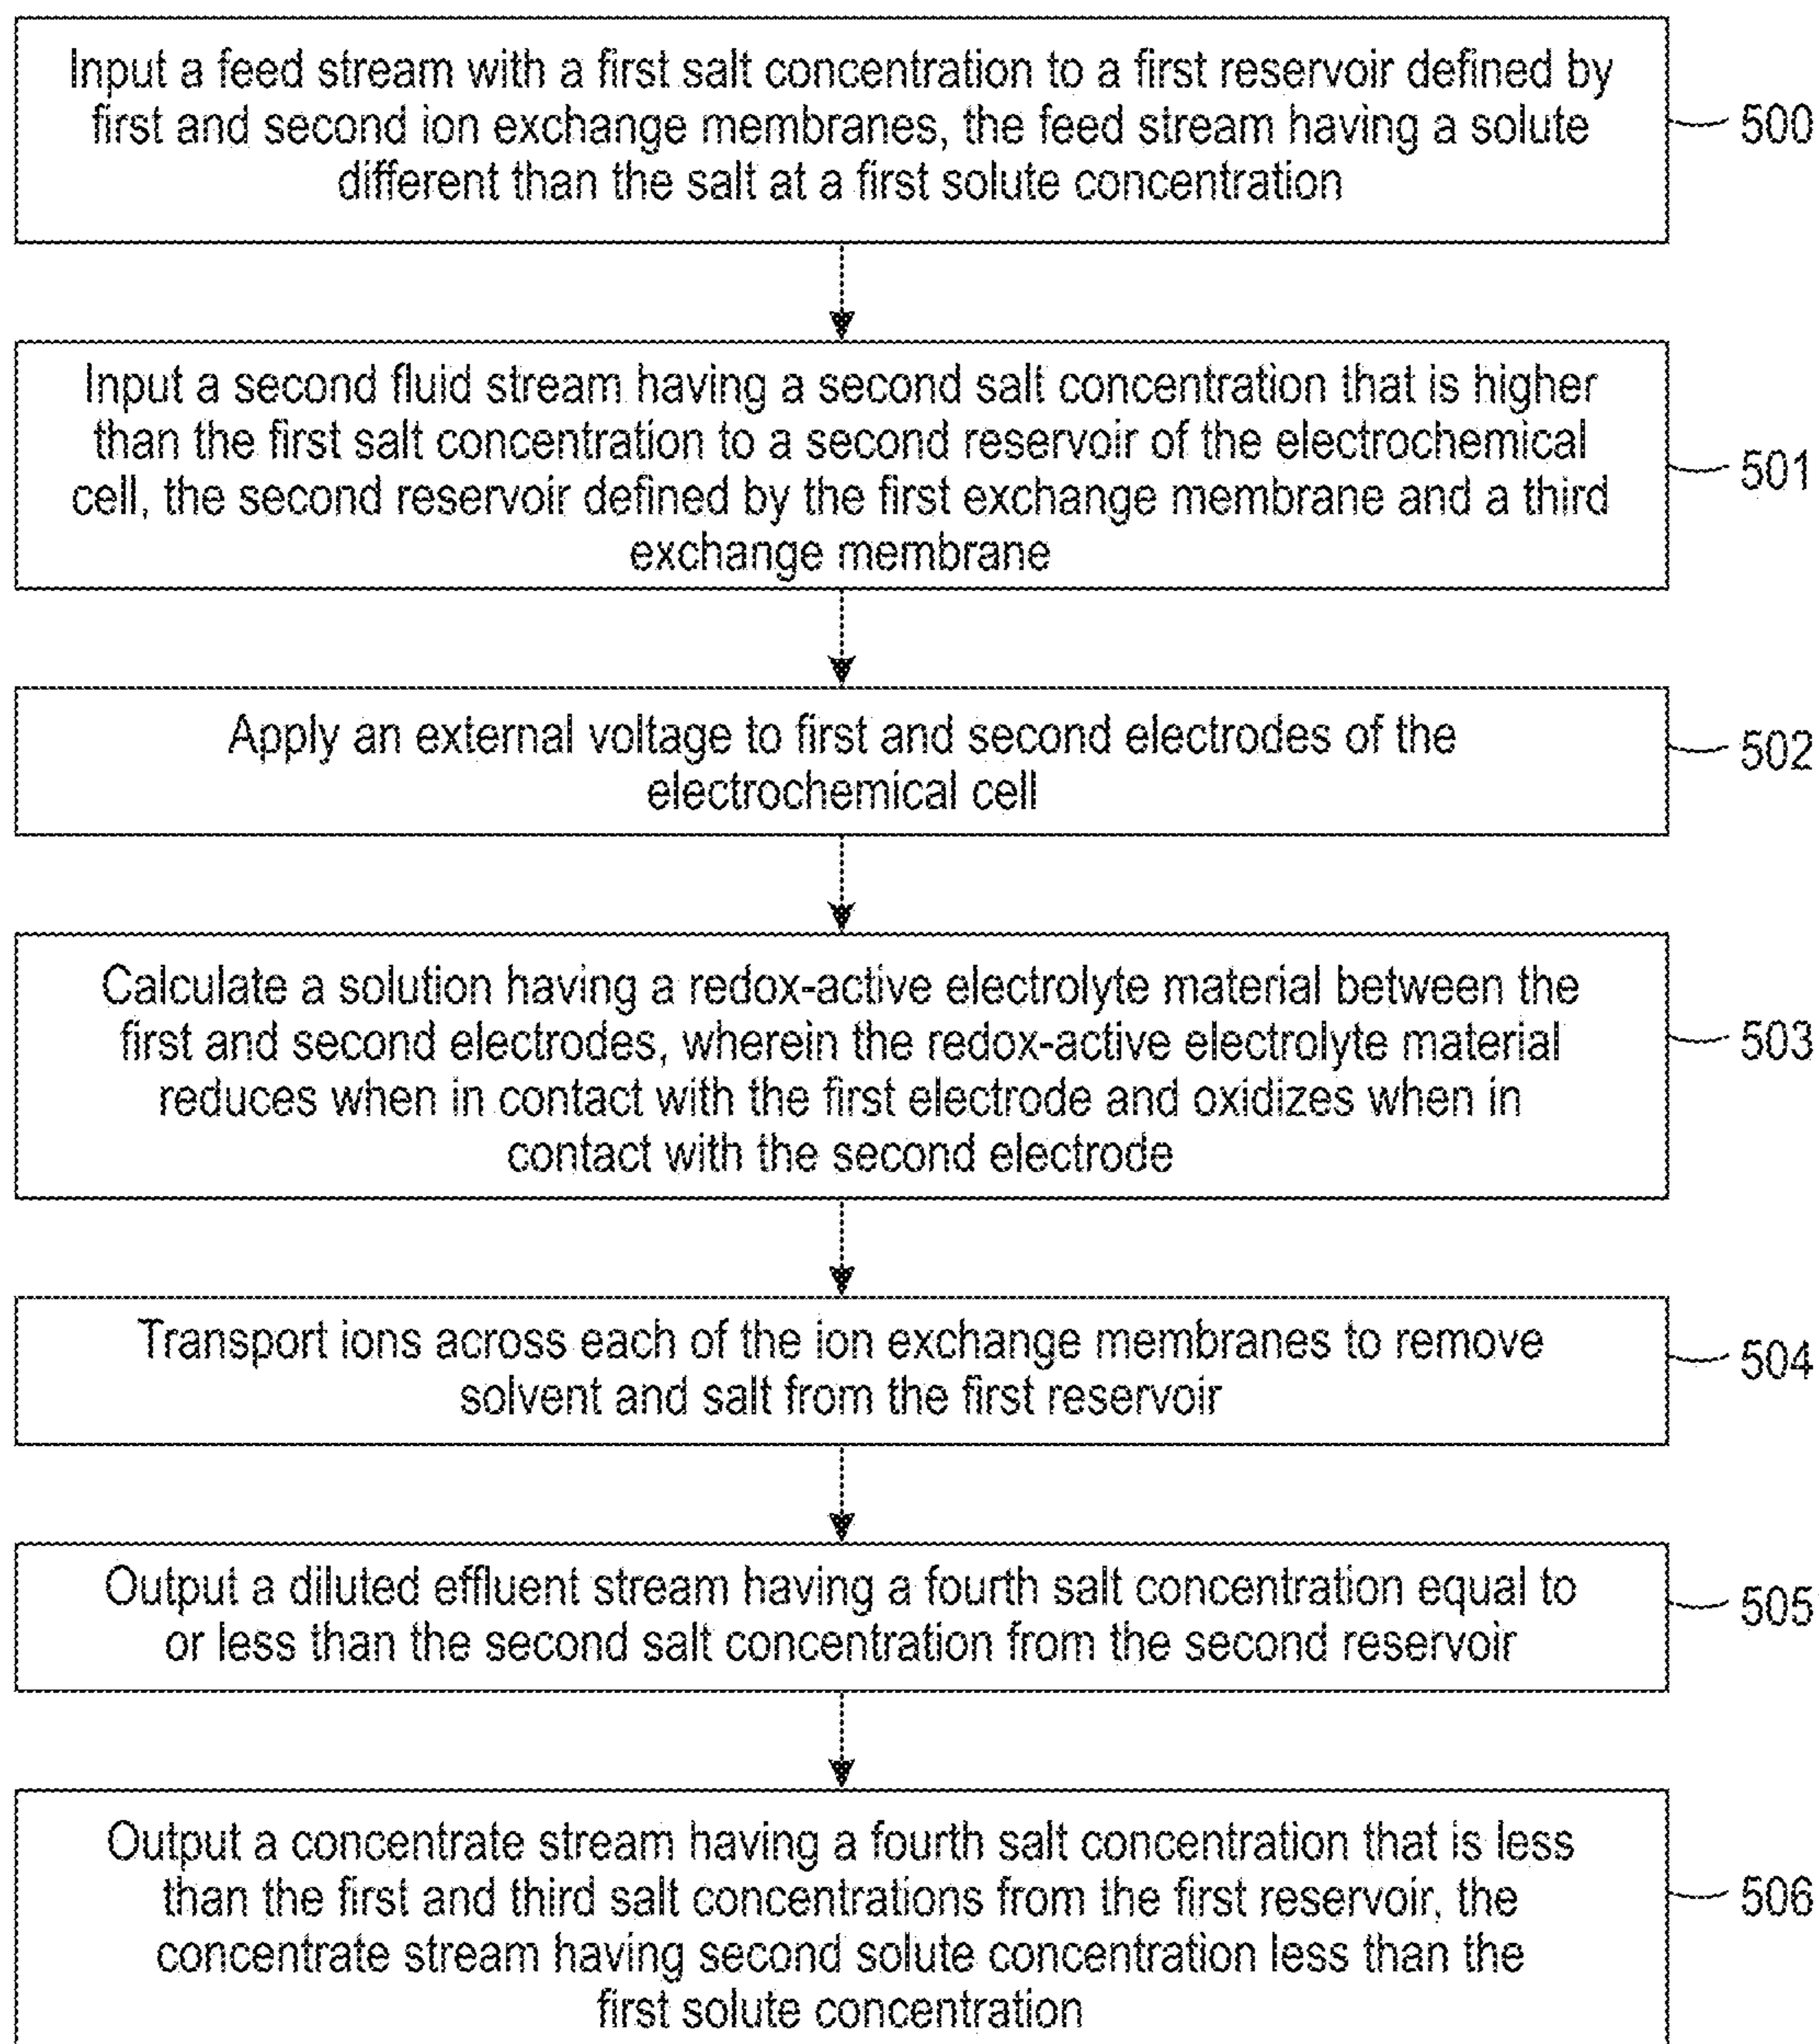 Input a feed stream with a first salt concentration to a first reservoir defined by
first and second ion exchange membranes, the feed stream having a solute
different than the salt at a first solute concentration
500
Input a second fluid stream having a second salt concentration that is higher
than the first salt concentration to a second reservoir of the electrochemical
cell, the second reservoir defined by the first exchange membrane and a third
exchange membrane
501
Apply an external voltage to first and second electrodes of the
electrochemical cell
502
Calculate a solution having a redox-active electrolyte material between the
first and second electrodes, wherein the redox-active electrolyte material
reduces when in contact with the first electrode and oxidizes when in
contact with the second electrode
503
Transport ions across each of the ion exchange membranes to remove
solvent and salt from the first reservoir
504
Output a diluted effluent stream having a fourth salt concentration equal to
or less than the second salt concentration from the second reservoir
505
Output a concentrate stream having a fourth salt concentration that is less
than the first and third salt concentrations from the first reservoir, the
concentrate stream having second solute concentration less than the
first solute concentration
506